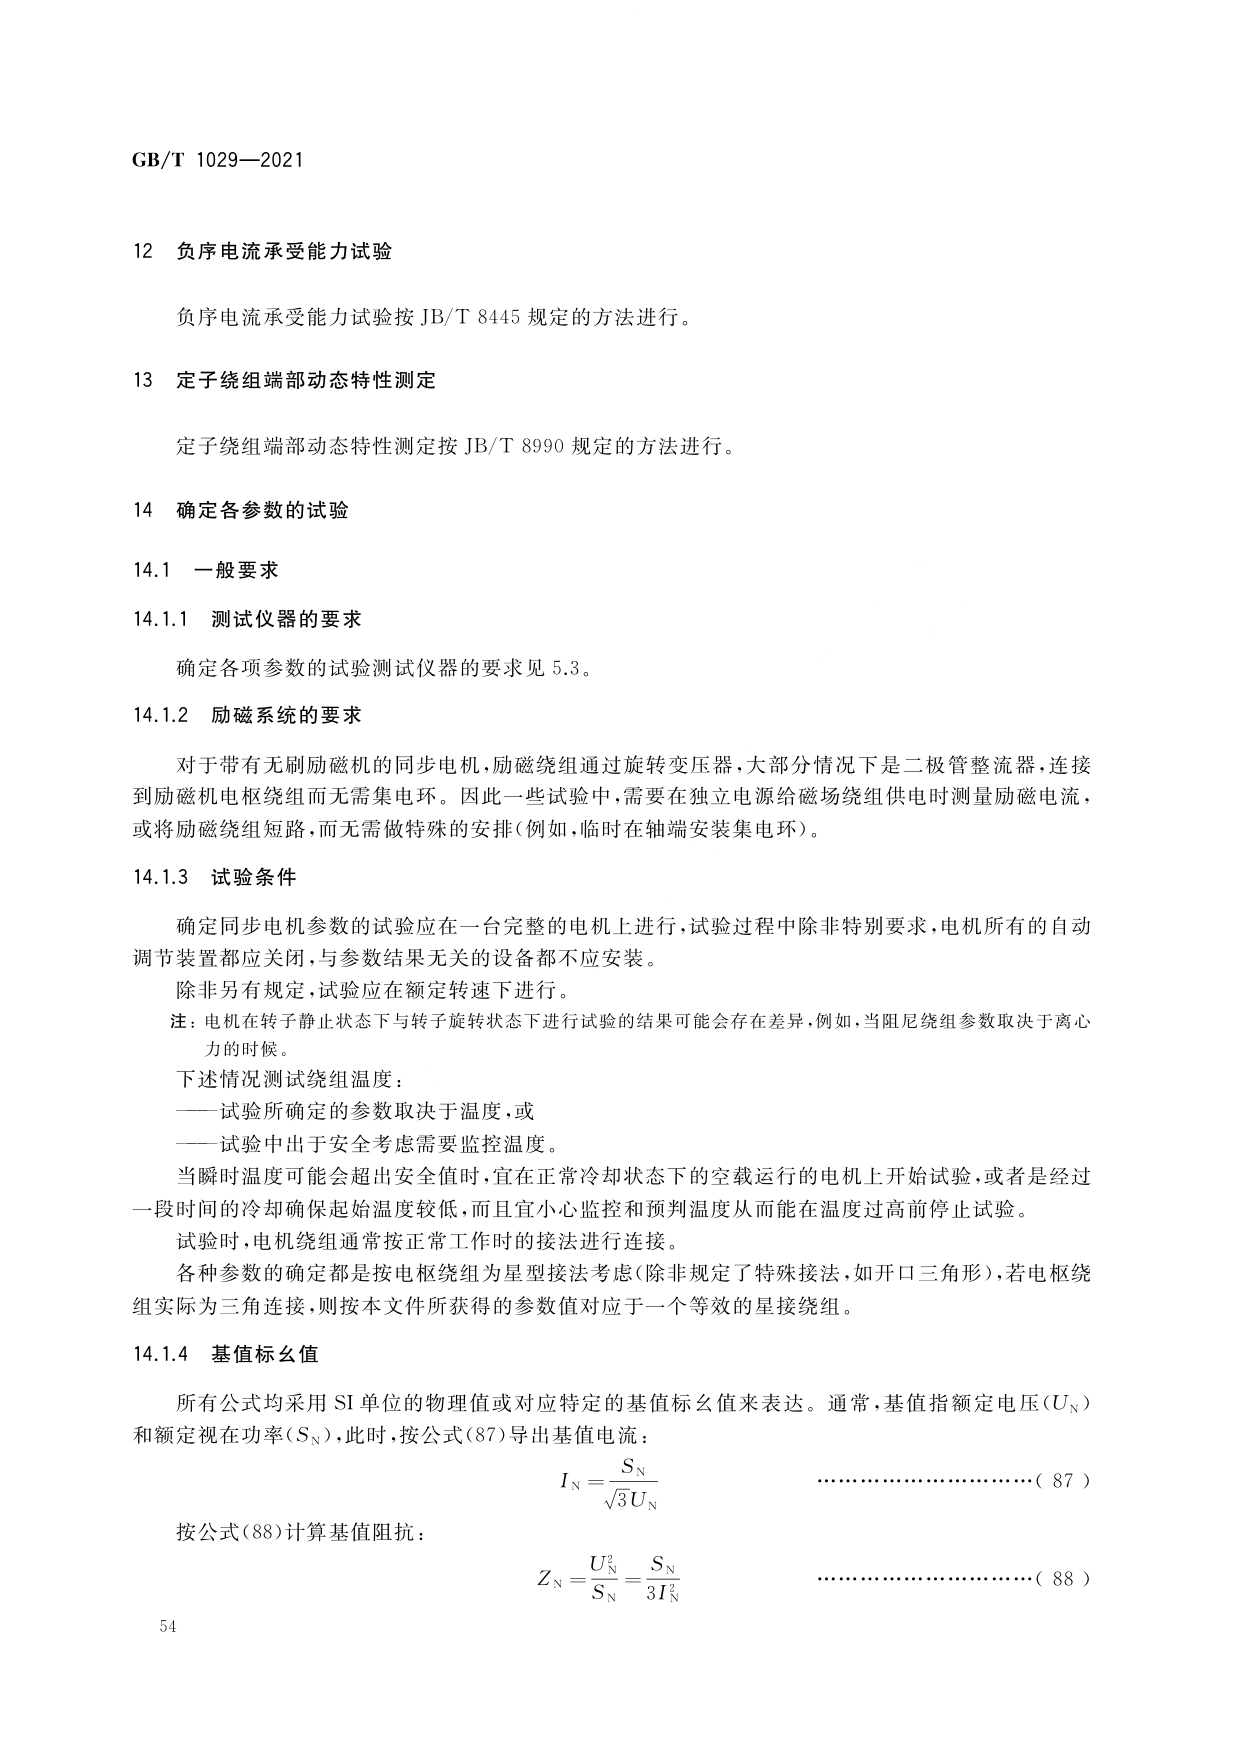 GB/T 1029—2021
12 负序电流承受能力试验
负序电流承受能力试验按 JB/T 8445 规定的方法进行。
13 定子绕组端部动态特性测定
定子绕组端部动态特性测定按 JB/T 8990 规定的方法进行。
14 确定各参数的试验
14.1 一般要求
14.1.1 测试仪器的要求
确定各项参数的试验测试仪器的要求见 5.3。
14.1.2 励磁系统的要求
对于带有无刷励磁机的同步电机,励磁绕组通过旋转变压器,大部分情况下是二极管整流器,连接
到励磁机电枢绕组而无需集电环。因此一些试验中,需要在独立电源给磁场绕组供电时测量励磁电流,
或将励磁绕组短路,而无需做特殊的安排(例如,临时在轴端安装集电环)。
14.1.3 试验条件
确定同步电机参数的试验应在一台完整的电机上进行,试验过程中除非特别要求,电机所有的自动
调节装置都应关闭,与参数结果无关的设备都不应安装。
除非另有规定,试验应在额定转速下进行。
注: 电机在转子静止状态下与转子旋转状态下进行试验的结果可能会存在差异,例如,当阻尼绕组参数取决于离心
力的时候。
下述情况测试绕组温度:
——试验所确定的参数取决于温度,或
——试验中出于安全考虑需要监控温度。
当瞬时温度可能会超出安全值时,宜在正常冷却状态下的空载运行的电机上开始试验,或者是经过
一段时间的冷却确保起始温度较低,而且宜小心监控和预判温度从而能在温度过高前停止试验。
试验时,电机绕组通常按正常工作时的接法进行连接。
各种参数的确定都是按电枢绕组为星型接法考虑(除非规定了特殊接法,如开口三角形),若电枢绕
组实际为三角连接,则按本文件所获得的参数值对应于一个等效的星接绕组。
14.1.4 基值标幺值
所有公式均采用 SI 单位的物理值或对应特定的基值标幺值来表达。通常,基值指额定电压(U_N)
和额定视在功率(S_N),此时,按公式(87)导出基值电流:
I_N = S_N / √3 U_N …………………………( 87 )
按公式(88)计算基值阻抗:
Z_N = U_N² / S_N = S_N / 3I_N² …………………………( 88 )
54